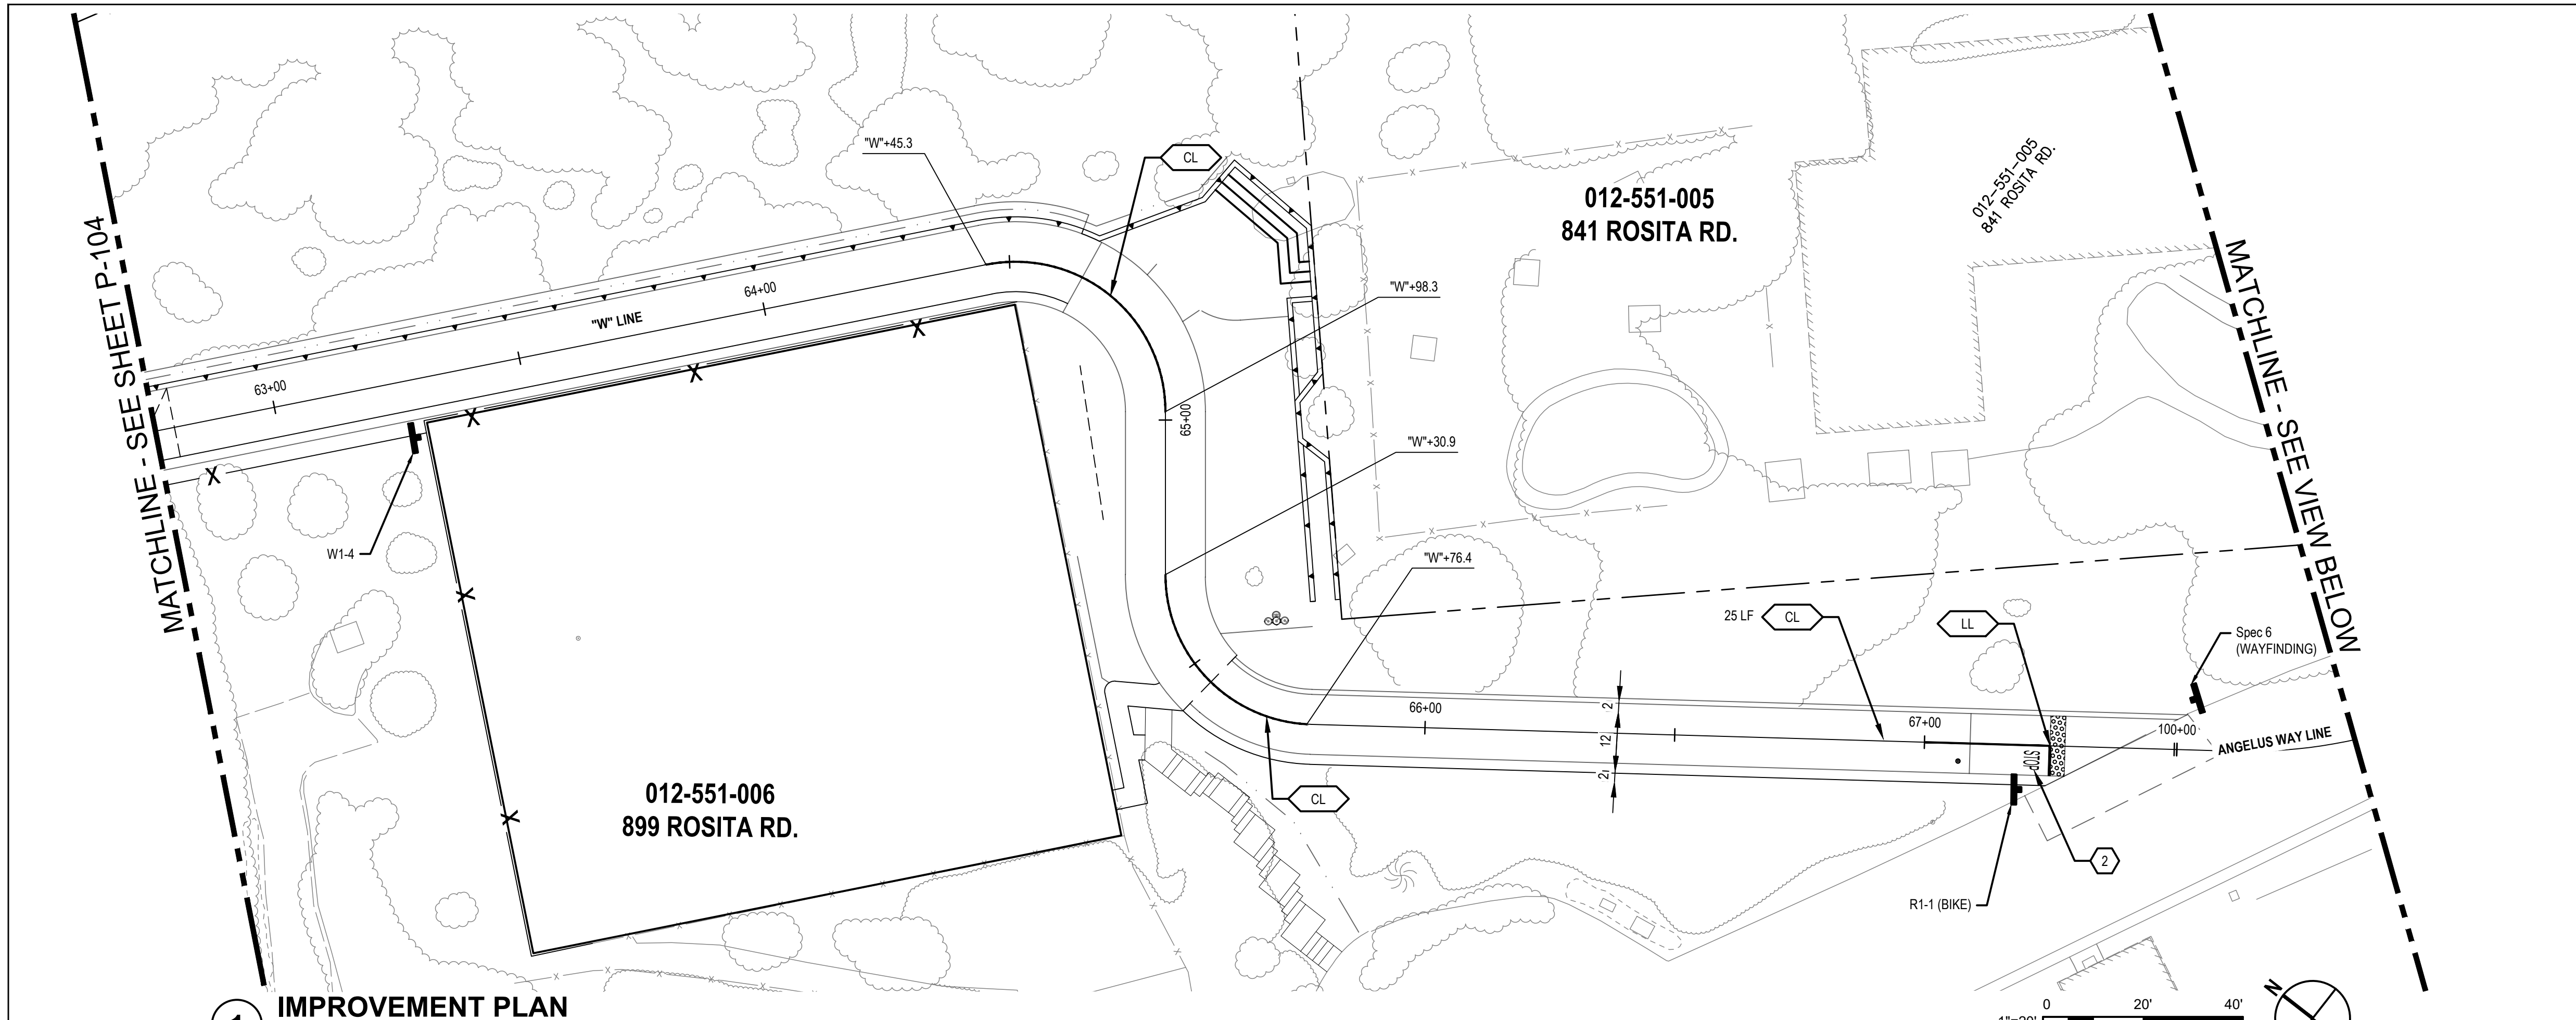 MATCHLINE - SEE SHEET P-104
"W"+45.3
CL
012-551-005
841 ROSITA RD.
012-551-005
841 ROSITA RD.
MATCHLINE - SEE VIEW BELOW
"W"+98.3
64+00
"W" LINE
63+00
65+00
"W"+30.9
W1-4
"W"+76.4
25 LF
CL
LL
Spec 6
(WAYFINDING)
66+00
67+00
100+00
ANGELUS WAY LINE
2
12
2
STOP
CL
012-551-006
899 ROSITA RD.
2
R1-1 (BIKE)
1
IMPROVEMENT PLAN
0
20'
40'
1"=20'
N